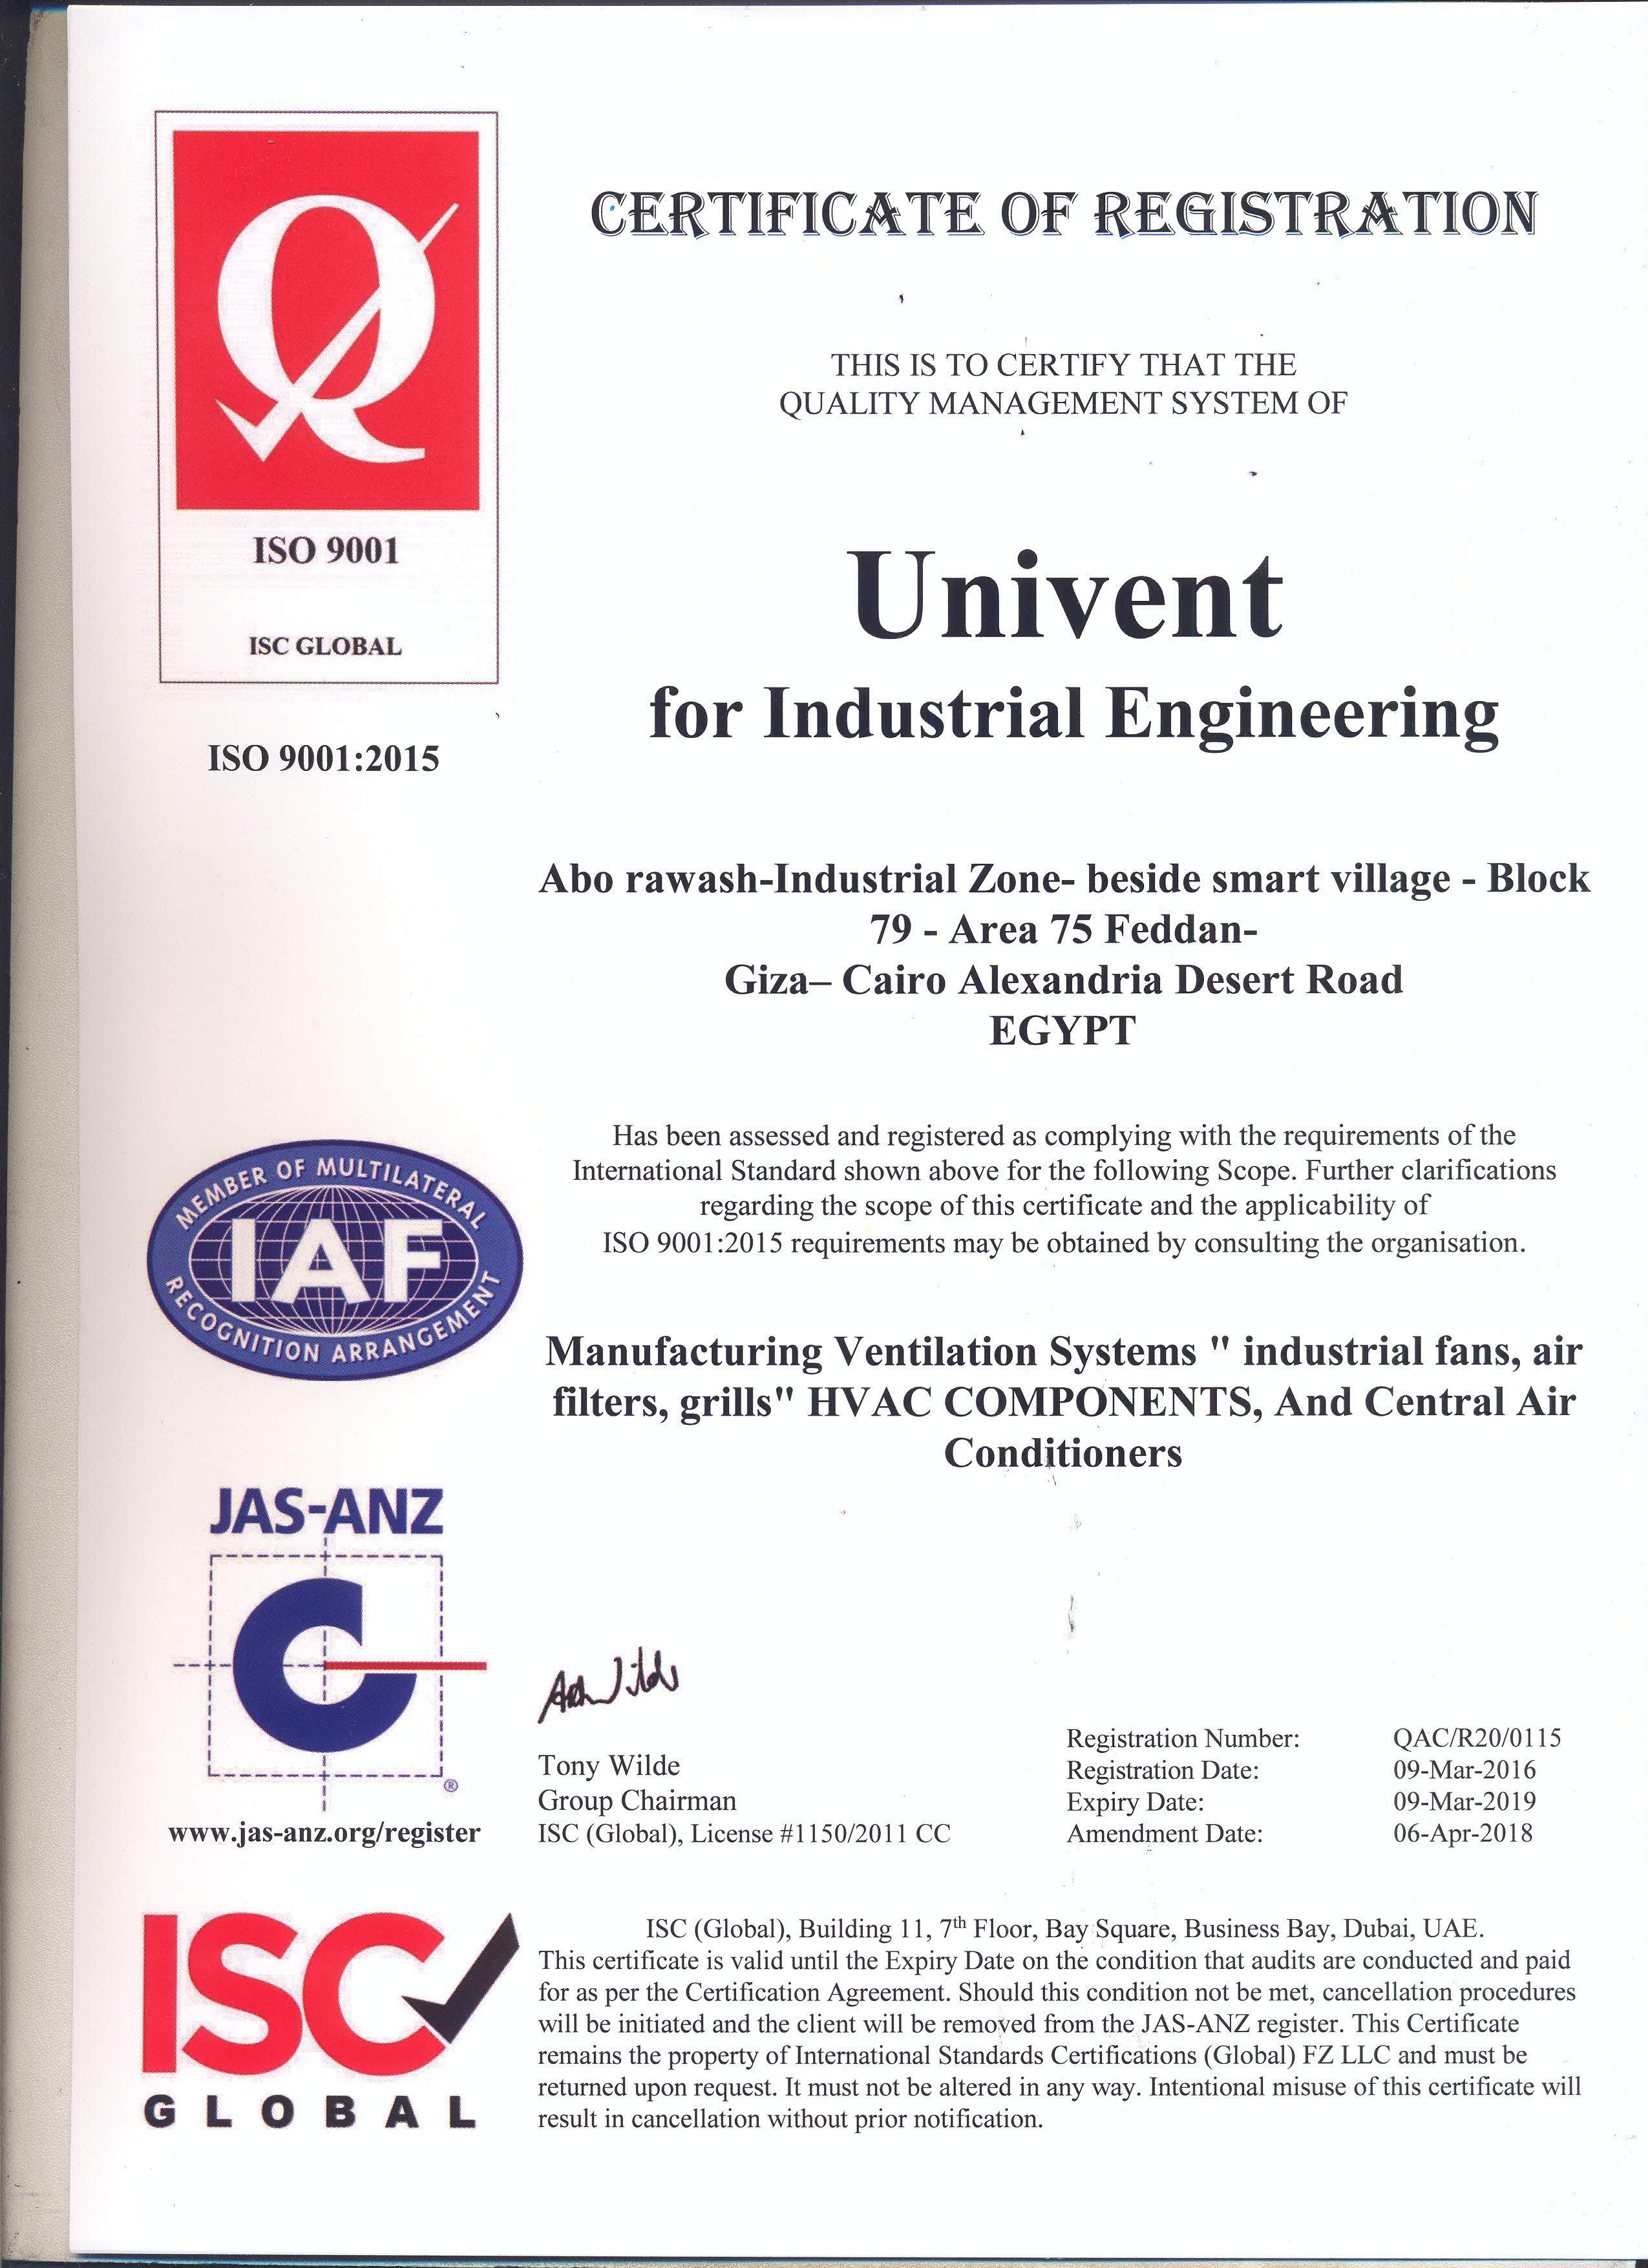 CERTIFICATE OF REGISTRATION
THIS IS TO CERTIFY THAT THE
QUALITY MANAGEMENT SYSTEM OF
Q
ISO 9001
ISC GLOBAL
ISO 9001:2015
Univent
for Industrial Engineering
Abo rawash-Industrial Zone- beside smart village - Block
79 - Area 75 Feddan-
Giza– Cairo Alexandria Desert Road
EGYPT
Has been assessed and registered as complying with the requirements of the
International Standard shown above for the following Scope. Further clarifications
regarding the scope of this certificate and the applicability of
ISO 9001:2015 requirements may be obtained by consulting the organisation.
MEMBER OF MULTILATERAL
IAF
RECOGNITION ARRANGEMENT
Manufacturing Ventilation Systems " industrial fans, air
filters, grills" HVAC COMPONENTS, And Central Air
Conditioners
JAS-ANZ
®
www.jas-anz.org/register
Tony Wilde
Group Chairman
ISC (Global), License #1150/2011 CC
Registration Number: QAC/R20/0115
Registration Date: 09-Mar-2016
Expiry Date: 09-Mar-2019
Amendment Date: 06-Apr-2018
ISC
GLOBAL
ISC (Global), Building 11, 7th Floor, Bay Square, Business Bay, Dubai, UAE.
This certificate is valid until the Expiry Date on the condition that audits are conducted and paid
for as per the Certification Agreement. Should this condition not be met, cancellation procedures
will be initiated and the client will be removed from the JAS-ANZ register. This Certificate
remains the property of International Standards Certifications (Global) FZ LLC and must be
returned upon request. It must not be altered in any way. Intentional misuse of this certificate will
result in cancellation without prior notification.